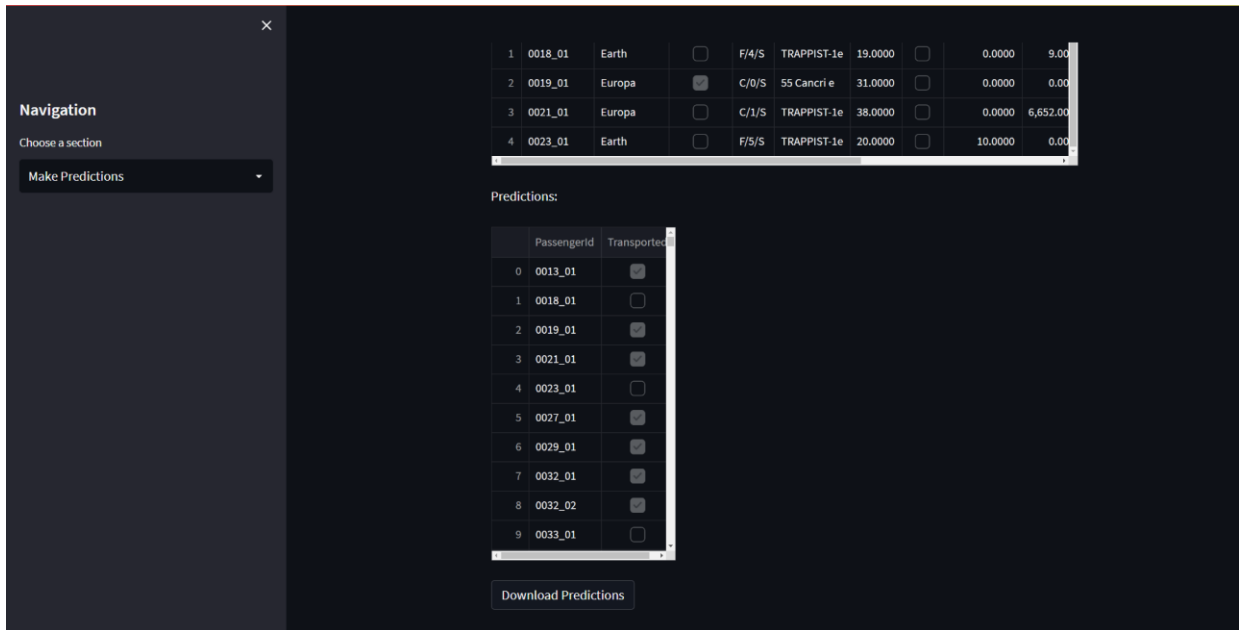 ×
Navigation
Choose a section
Make Predictions
1 0018_01 Earth F/4/S TRAPPIST-1e 19.0000 0.0000 9.00
2 0019_01 Europa C/0/S 55 Cancri e 31.0000 0.0000 0.00
3 0021_01 Europa C/1/S TRAPPIST-1e 38.0000 0.0000 6,652.00
4 0023_01 Earth F/5/S TRAPPIST-1e 20.0000 10.0000 0.00
Predictions:
PassengerId Transported
0 0013_01
1 0018_01
2 0019_01
3 0021_01
4 0023_01
5 0027_01
6 0029_01
7 0032_01
8 0032_02
9 0033_01
Download Predictions